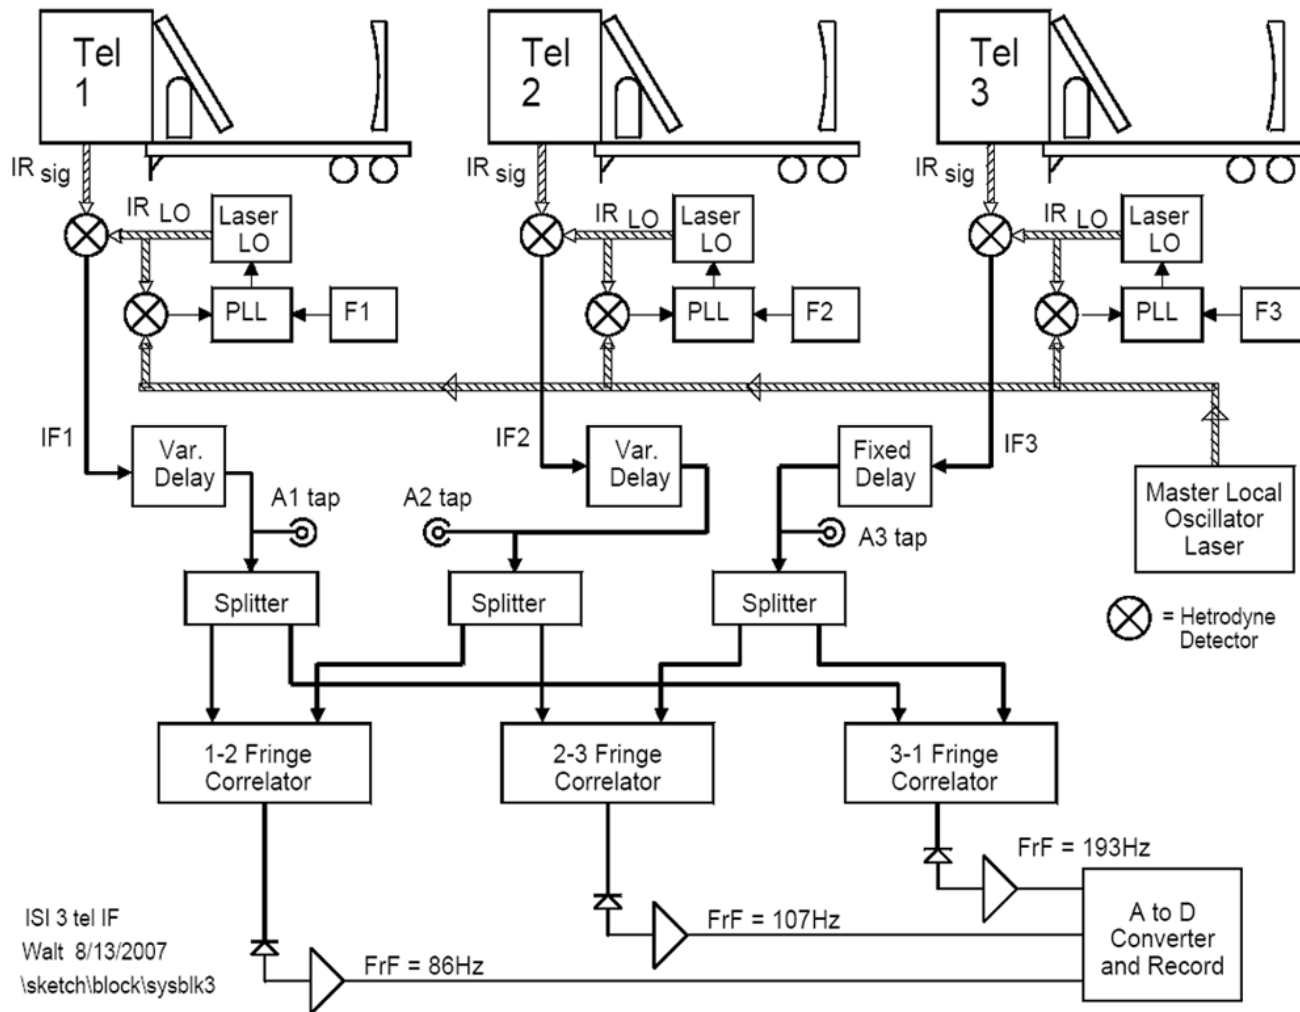 Tel
1
Tel
2
Tel
3
IR sig
IR sig
IR sig
IR LO
Laser
LO
IR LO
Laser
LO
IR LO
Laser
LO
PLL
F1
PLL
F2
PLL
F3
IF1
Var.
Delay
IF2
Var.
Delay
Fixed
Delay
IF3
A1 tap
A2 tap
A3 tap
Master Local
Oscillator
Laser
Splitter
Splitter
Splitter
= Hetrodyne
Detector
1-2 Fringe
Correlator
2-3 Fringe
Correlator
3-1 Fringe
Correlator
FrF = 193Hz
FrF = 107Hz
FrF = 86Hz
A to D
Converter
and Record
ISI 3 tel IF
Walt 8/13/2007
\sketch\block\sysblk3